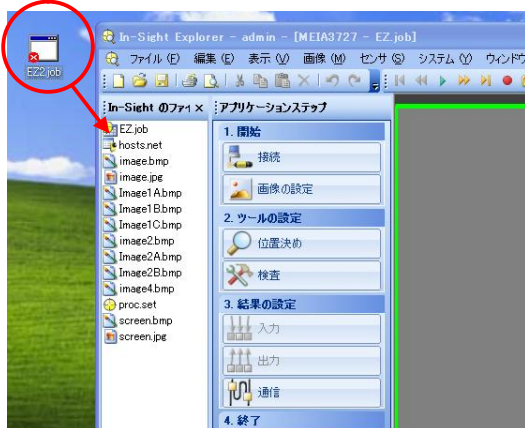 EZ2.job
In-Sight Explorer - admin - [MEIA3727 - EZ.job]
ファイル (F) 編集 (E) 表示 (V) 画像 (M) センサ (S) システム (Y) ウィンドウ
In-Sight のファイ
EZ.job
hosts.net
image.bmp
image.jpg
Image1A.bmp
Image1B.bmp
Image1C.bmp
image2.bmp
Image2A.bmp
Image2B.bmp
image4.bmp
proc.set
screen.bmp
screen.jpg
アプリケーションステップ
1. 開始
接続
画像の設定
2. ツールの設定
位置決め
検査
3. 結果の設定
入力
出力
通信
4. 終了